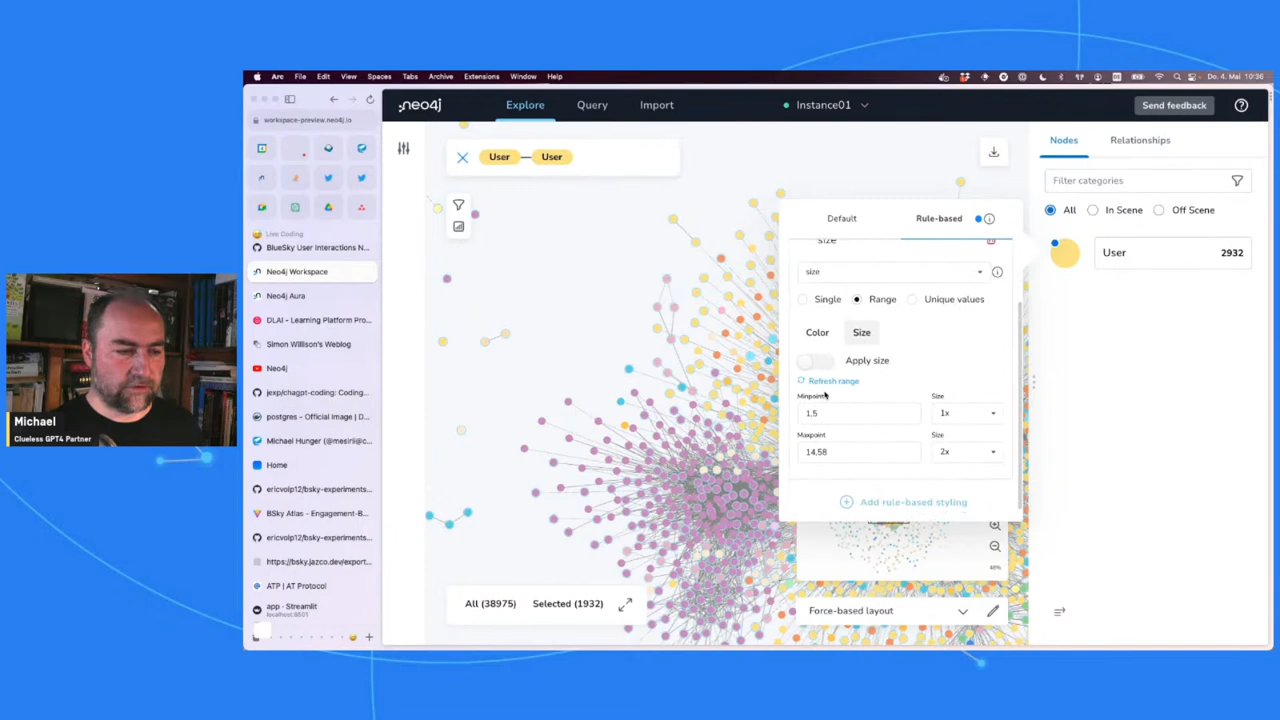 Arc File Edit View Spaces Tabs Archive Extensions Window Help
Do. 4. Mai 10:36
workspace-preview.neo4j.io
neo4j Explore Query Import Instance01 Send feedback
User User
Nodes Relationships
Filter categories
All In Scene Off Scene
User 2932
Default Rule-based
size
size
Single Range Unique values
Color Size
Apply size
Refresh range
Minpoint Size
1.5 1x
Maxpoint Size
14.58 2x
Add rule-based styling
48%
All (38975) Selected (1932)
Force-based layout
Live Coding
BlueSky User Interactions N...
Neo4j Workspace
Neo4j Aura
DLAI - Learning Platform Pro...
Simon Willison's Weblog
Neo4j
jexp/chagpt-coding: Coding...
postgres - Official Image | D...
Michael Hunger (@mesirii@c...
Home
ericvolp12/bsky-experiments...
BSky Atlas - Engagement-B...
ericvolp12/bsky-experiments...
https://bsky.jazco.dev/export...
ATP | AT Protocol
app · Streamlit
localhost:8501
Michael
Clueless GPT4 Partner